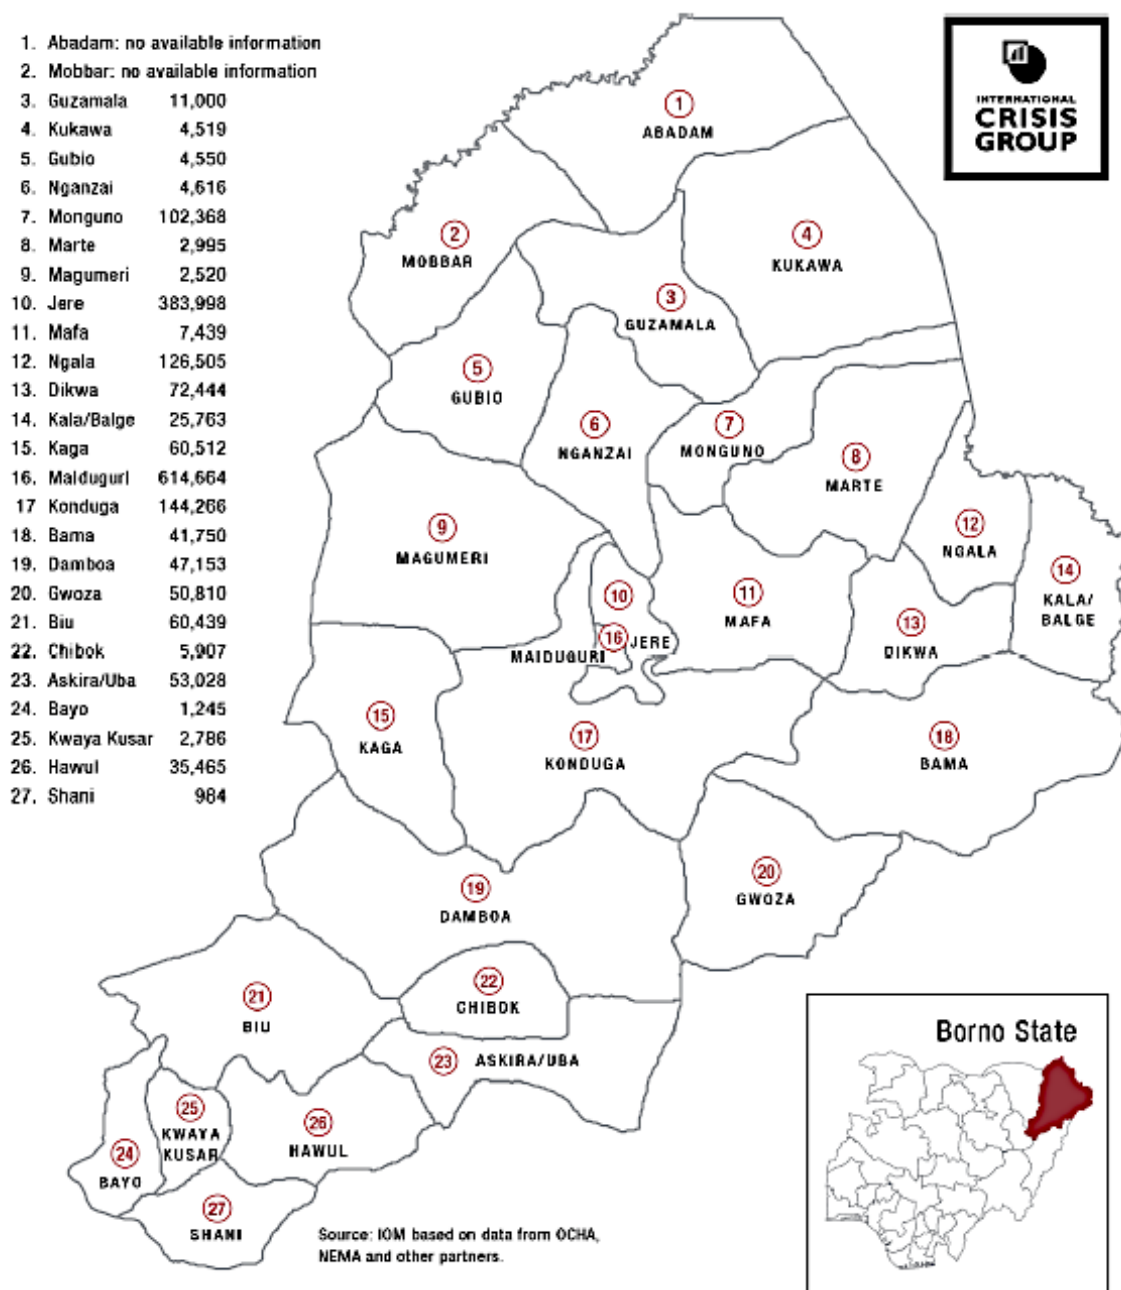 1. Abadam: no available information
2. Mobbar: no available information
3. Guzamala 11,000
4. Kukawa 4,519
5. Gubio 4,550
6. Nganzai 4,616
7. Monguno 102,368
8. Marte 2,995
9. Magumeri 2,520
10. Jere 383,998
11. Mafa 7,439
12. Ngala 126,505
13. Dikwa 72,444
14. Kala/Balge 25,763
15. Kaga 60,512
16. Maiduguri 614,664
17 Konduga 144,266
18. Bama 41,750
19. Damboa 47,153
20. Gwoza 50,810
21. Biu 60,439
22. Chibok 5,907
23. Askira/Uba 53,028
24. Bayo 1,245
25. Kwaya Kusar 2,786
26. Hawul 35,465
27. Shani 984
INTERNATIONAL
CRISIS
GROUP
1
ABADAM
2
MOBBAR
4
KUKAWA
3
GUZAMALA
5
GUBIO
6
NGANZAI
7
MONGUNO
8
MARTE
9
MAGUMERI
12
NGALA
14
KALA/
BALGE
10
JERE
11
MAFA
13
DIKWA
16
MAIDUGURI
15
KAGA
17
KONDUGA
18
BAMA
19
DAMBOA
20
GWOZA
21
BIU
22
CHIBOK
23 ASKIRA/UBA
25
KWAYA
KUSAR
26
HAWUL
24
BAYO
27
SHANI
Source: IOM based on data from OCHA,
NEMA and other partners.
Borno State